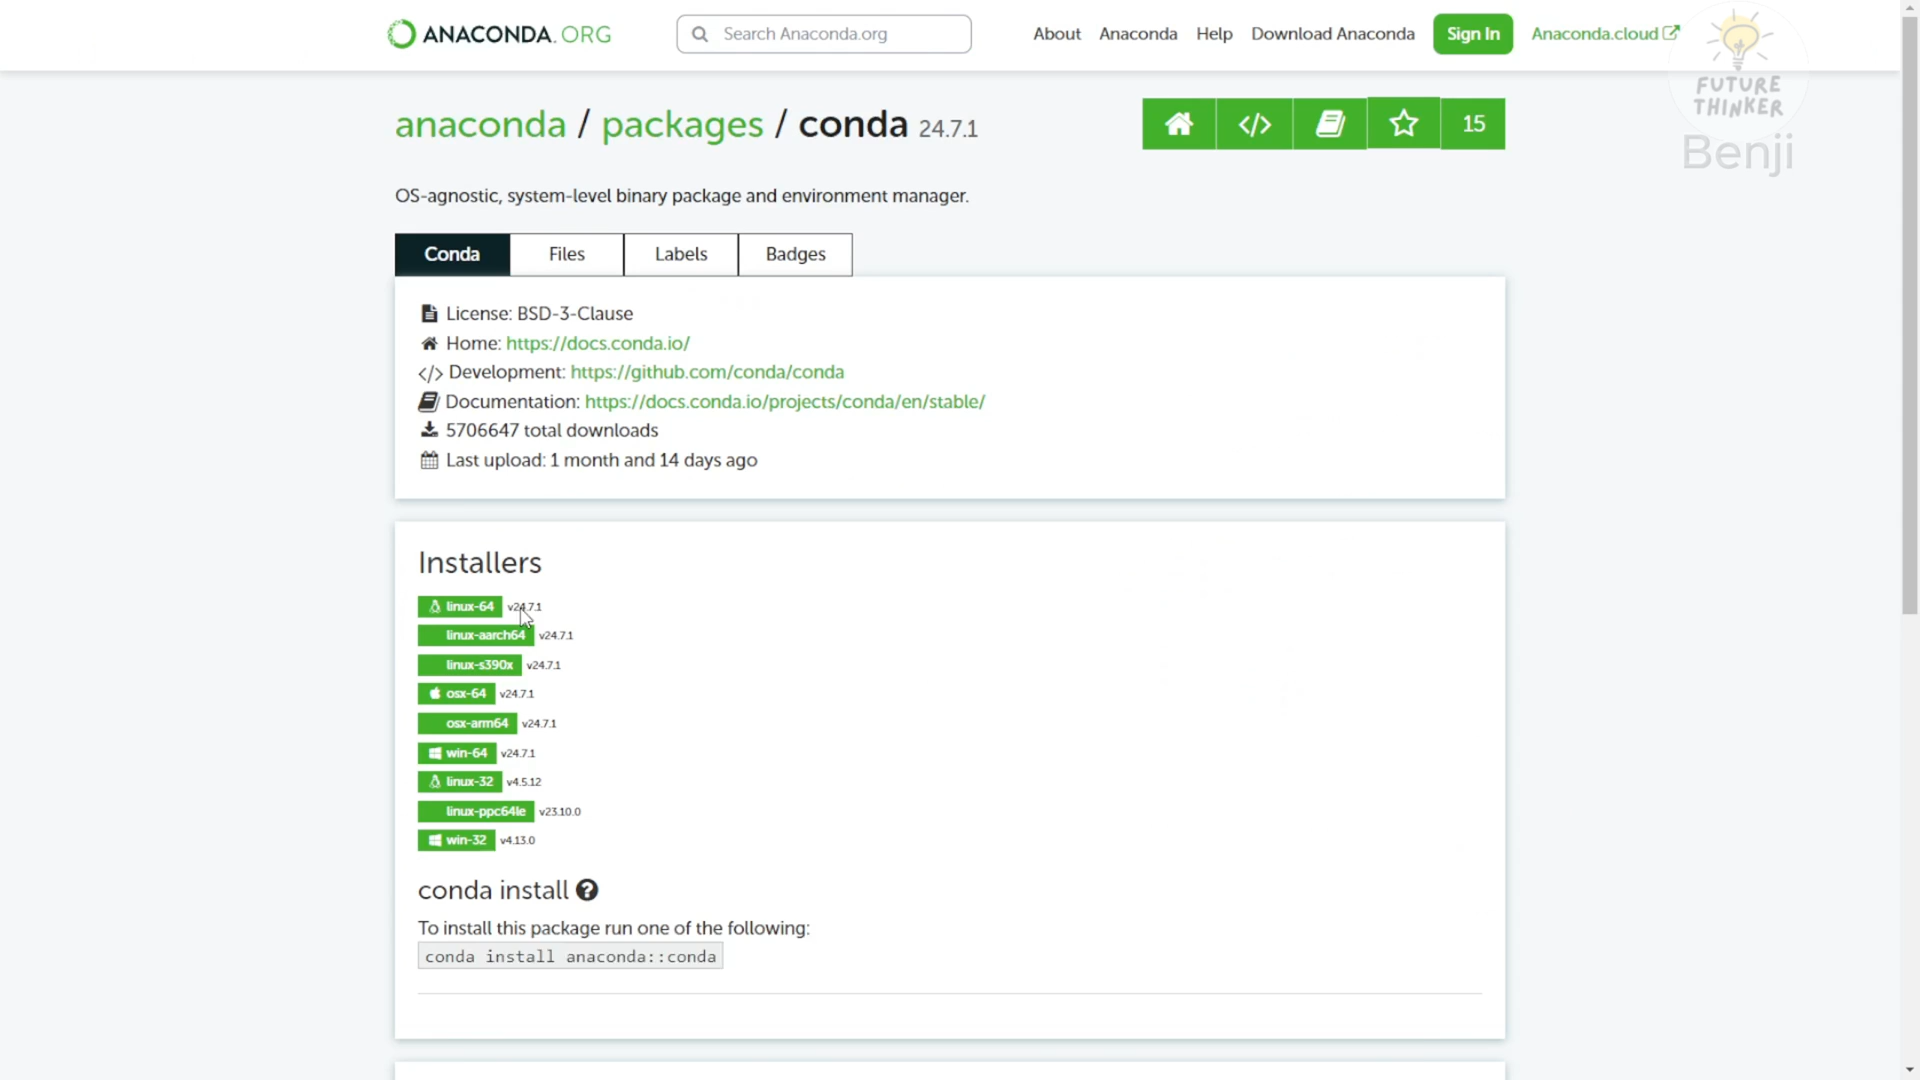 ANACONDA.ORG
Search Anaconda.org
About Anaconda Help Download Anaconda Sign In Anaconda.cloud
FUTURE
THINKER
Benji
anaconda / packages / conda 24.7.1
15
OS-agnostic, system-level binary package and environment manager.
Conda Files Labels Badges
License: BSD-3-Clause
Home: https://docs.conda.io/
</> Development: https://github.com/conda/conda
Documentation: https://docs.conda.io/projects/conda/en/stable/
5706647 total downloads
Last upload: 1 month and 14 days ago
Installers
linux-64 v24.7.1
linux-aarch64 v24.7.1
linux-s390x v24.7.1
osx-64 v24.7.1
osx-arm64 v24.7.1
win-64 v24.7.1
linux-32 v4.5.12
linux-ppc64le v23.10.0
win-32 v4.13.0
conda install ?
To install this package run one of the following:
conda install anaconda::conda